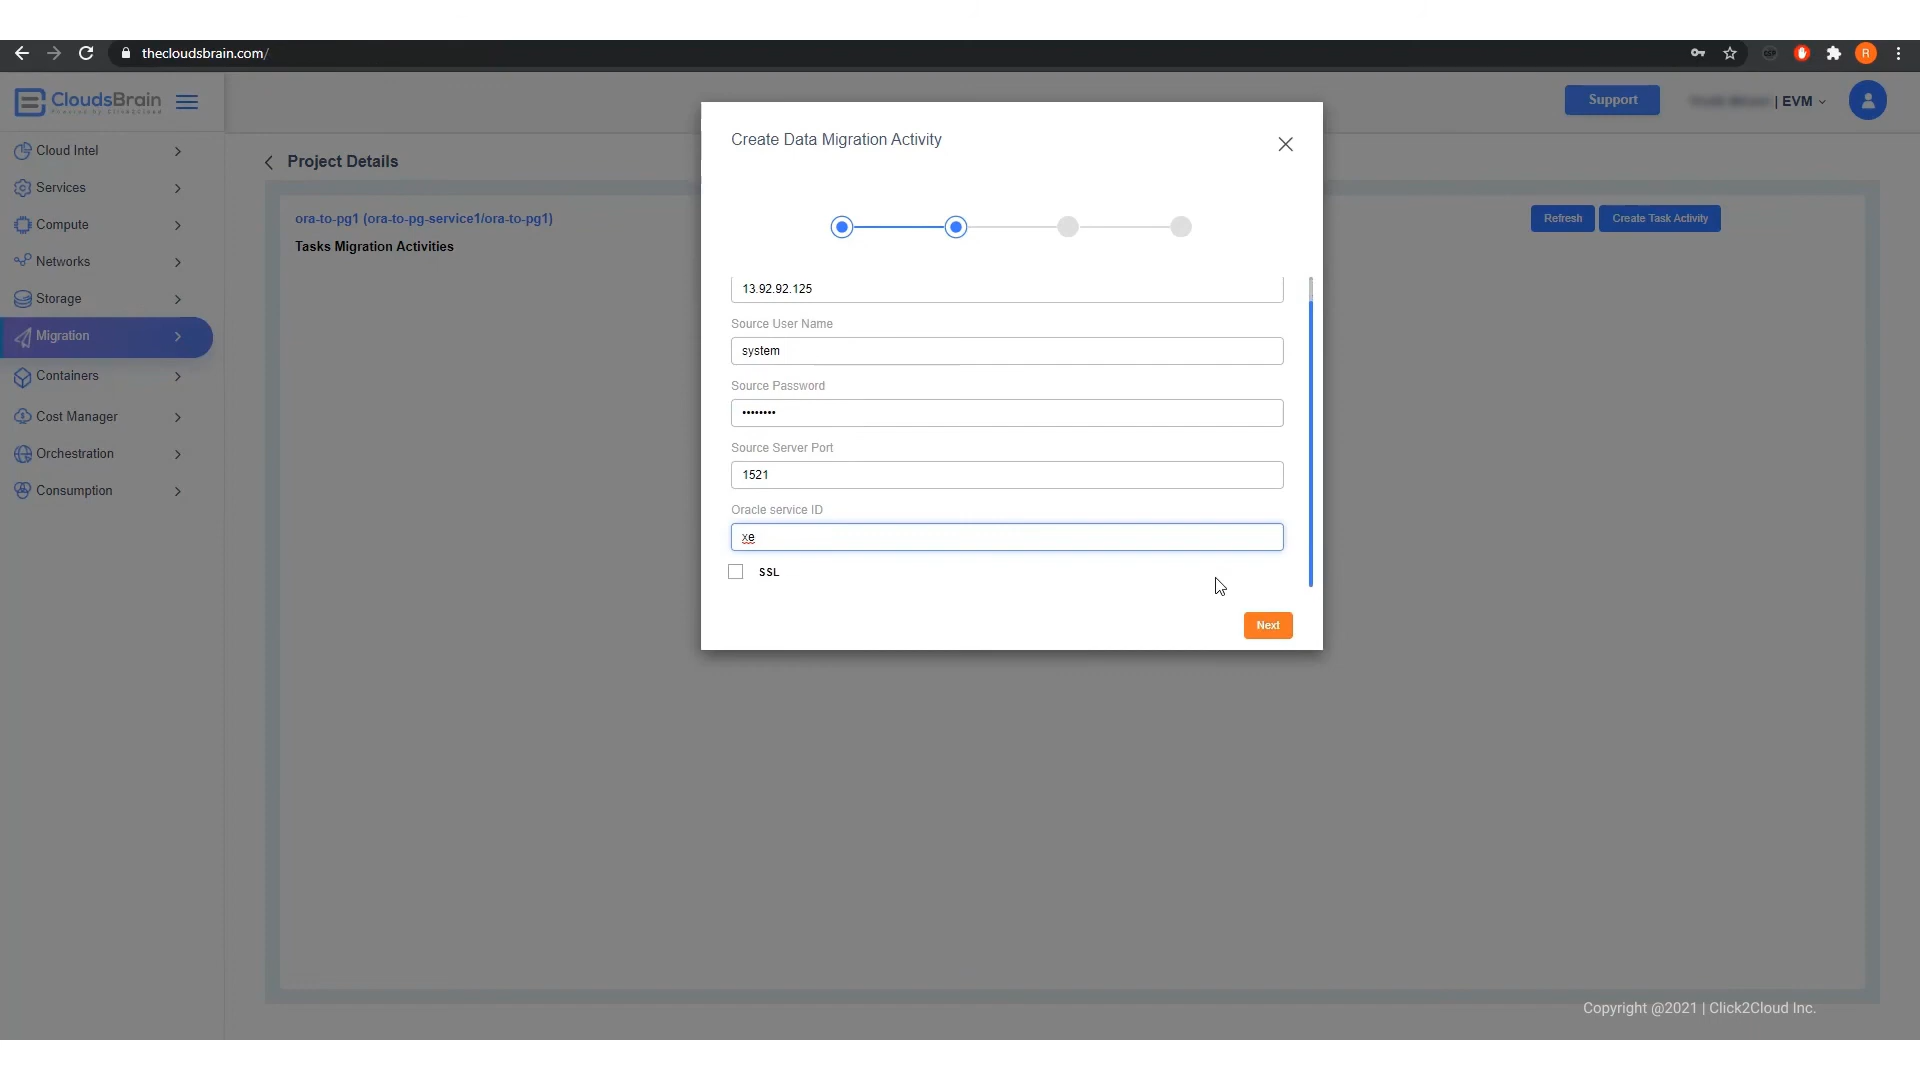 thecloudsbrain.com/
R
CloudsBrain
Powered by Click2Cloud
Support
| EVM
Cloud Intel
Services
Compute
Networks
Storage
Migration
Containers
Cost Manager
Orchestration
Consumption
Project Details
ora-to-pg1 (ora-to-pg-service1/ora-to-pg1)
Refresh
Create Task Activity
Tasks Migration Activities
Create Data Migration Activity
13.92.92.125
Source User Name
system
Source Password
••••••••
Source Server Port
1521
Oracle service ID
xe
SSL
Next
Copyright @2021 | Click2Cloud Inc.